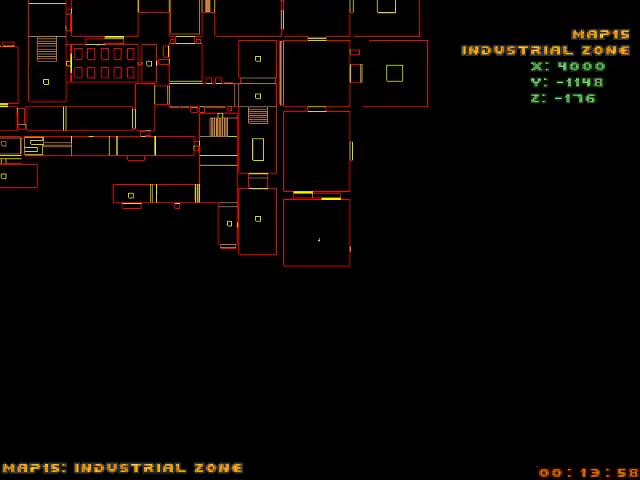 MAP15
INDUSTRIAL ZONE
X: 4000
Y: -1148
Z: -176
MAP15: INDUSTRIAL ZONE
00:13:58